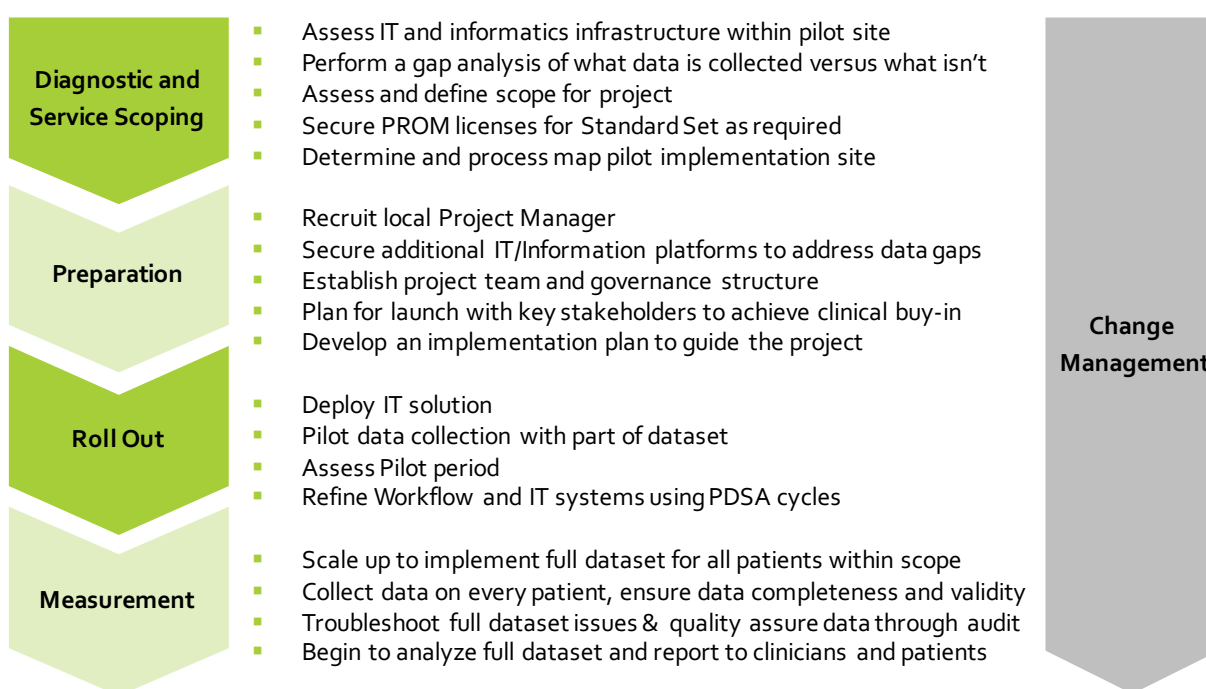 Diagnostic and
Service Scoping
Assess IT and informatics infrastructure within pilot site
Perform a gap analysis of what data is collected versus what isn’t
Assess and define scope for project
Secure PROM licenses for Standard Set as required
Determine and process map pilot implementation site
Preparation
Recruit local Project Manager
Secure additional IT/Information platforms to address data gaps
Establish project team and governance structure
Plan for launch with key stakeholders to achieve clinical buy-in
Develop an implementation plan to guide the project
Roll Out
Deploy IT solution
Pilot data collection with part of dataset
Assess Pilot period
Refine Workflow and IT systems using PDSA cycles
Measurement
Scale up to implement full dataset for all patients within scope
Collect data on every patient, ensure data completeness and validity
Troubleshoot full dataset issues & quality assure data through audit
Begin to analyze full dataset and report to clinicians and patients
Change
Management